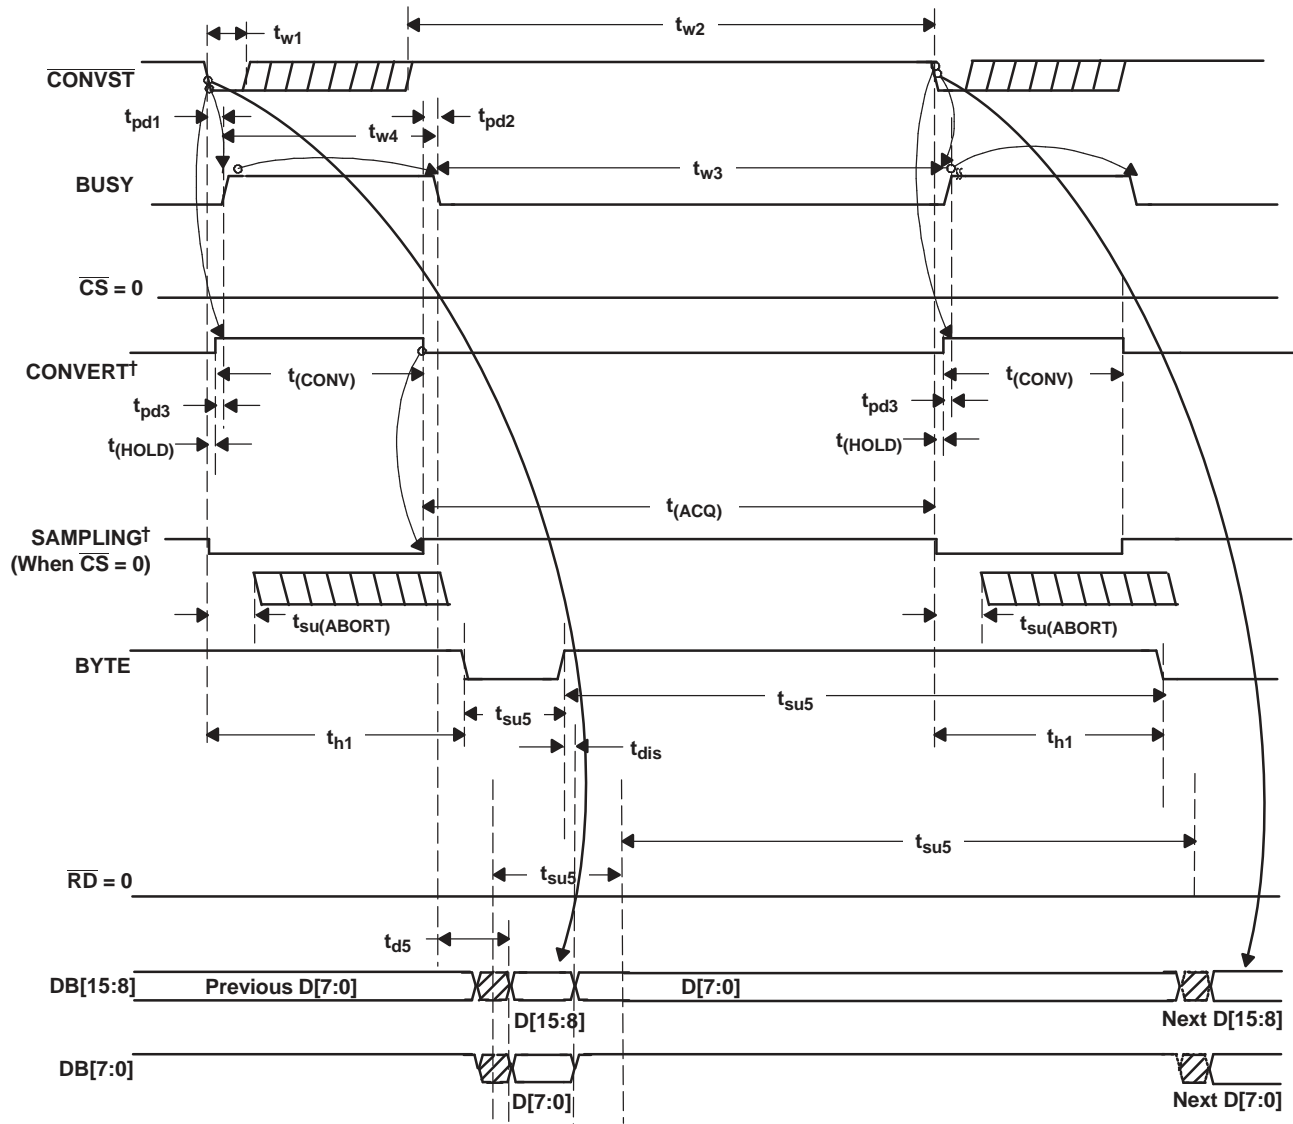 tw1
tw2
CONVST
tpd1
tw4
tpd2
tw3
BUSY
CS = 0
CONVERT†
t(CONV)
t(CONV)
tpd3
tpd3
t(HOLD)
t(HOLD)
t(ACQ)
SAMPLING†
(When CS = 0)
tsu(ABORT)
tsu(ABORT)
BYTE
tsu5
tsu5
th1
tdis
th1
tsu5
tsu5
RD = 0
td5
DB[15:8]
Previous D[7:0]
D[7:0]
D[15:8]
Next D[15:8]
DB[7:0]
D[7:0]
Next D[7:0]